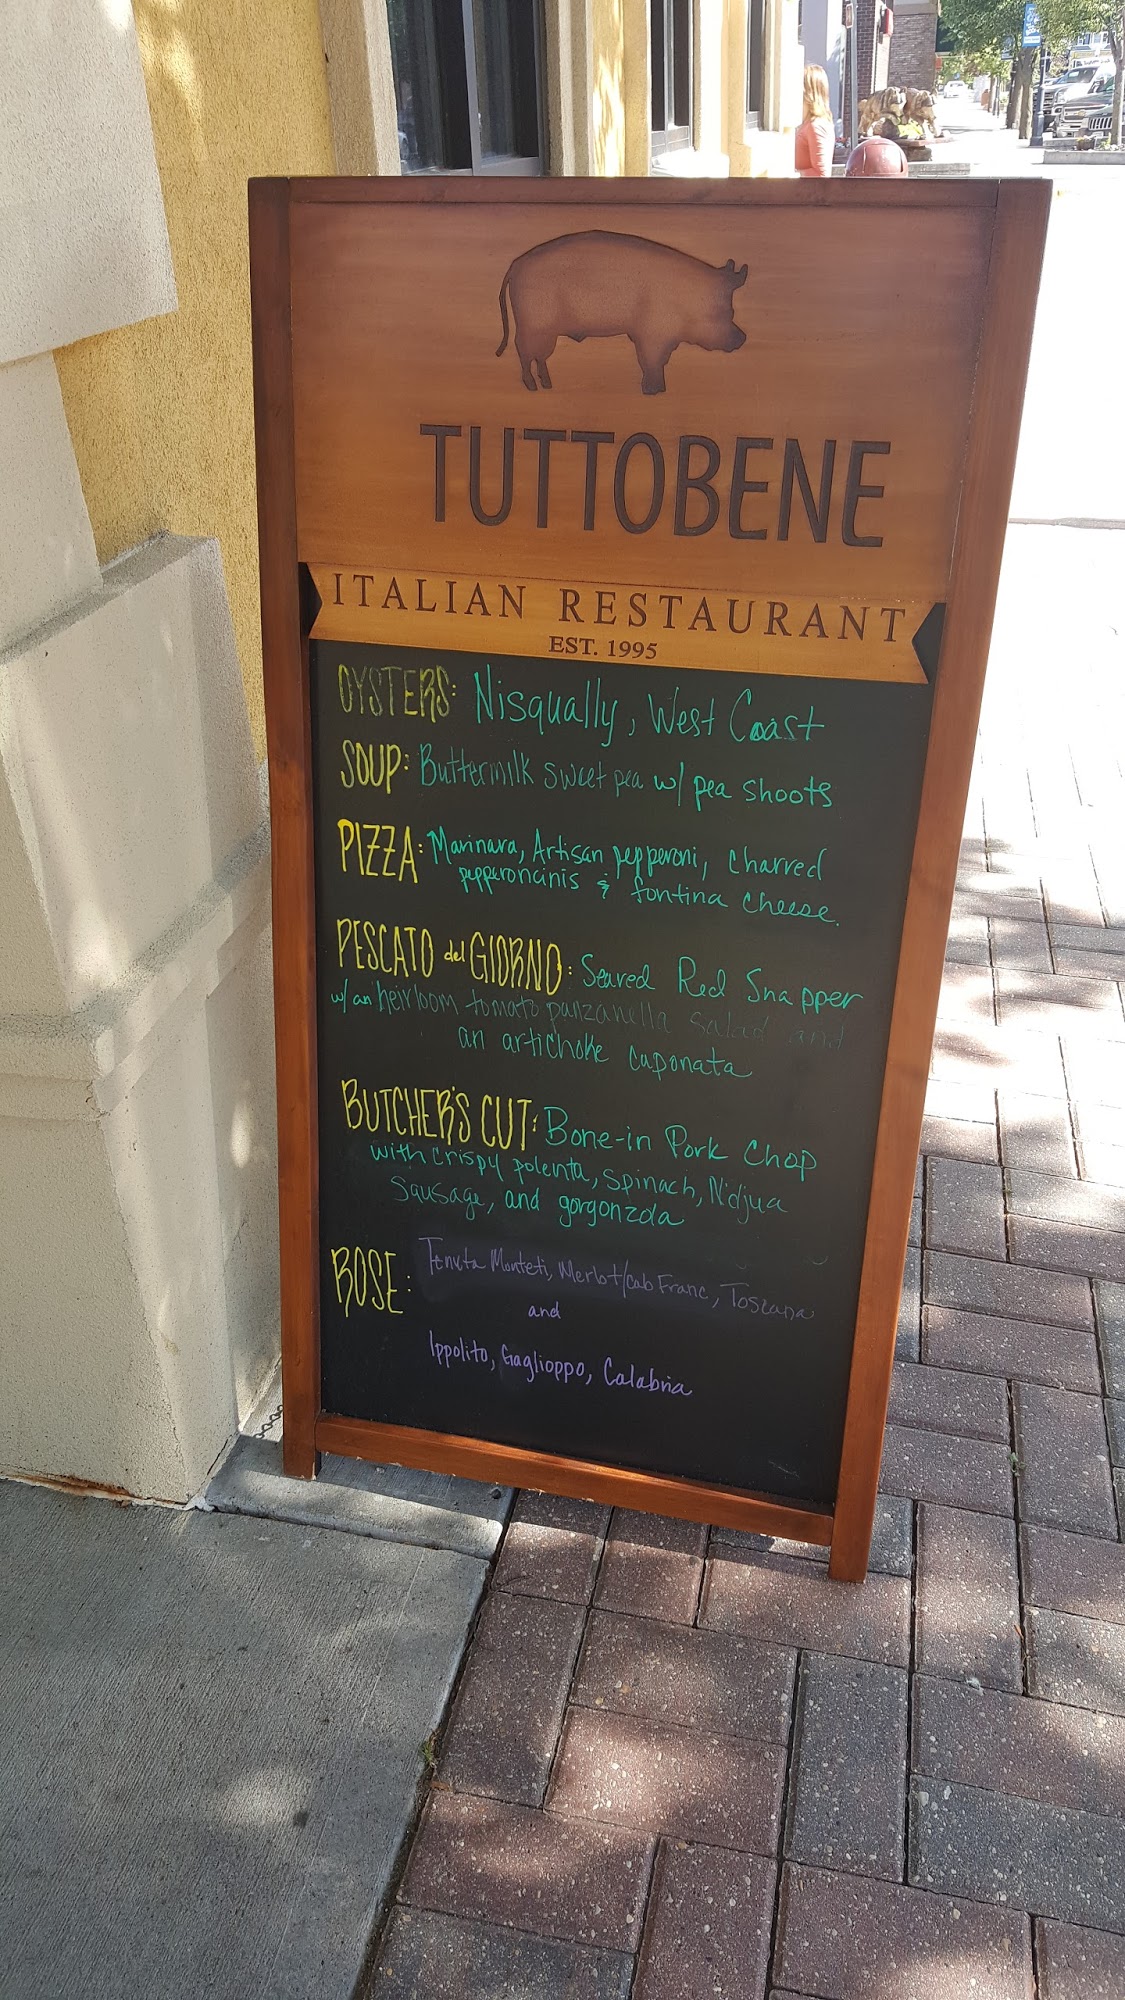 TUTTOBENE
ITALIAN RESTAURANT
EST. 1995
OYSTERS: Nisqually, West Coast
SOUP: Buttermilk sweet pea w/ pea shoots
PIZZA: Marinara, Artisan pepperoni, charred
pepperoncinis & fontina cheese.
PESCATO del GIORNO: Seared Red Snapper
w/ an heirloom tomato panzanella salad and
an artichoke caponata
BUTCHER'S CUT: Bone-in Pork Chop
with crispy polenta, spinach, N'djua
sausage, and gorgonzola
ROSE: Tenuta Monteti, Merlot/Cab Franc, Toscana
and
Ippolito, Gaglioppo, Calabria